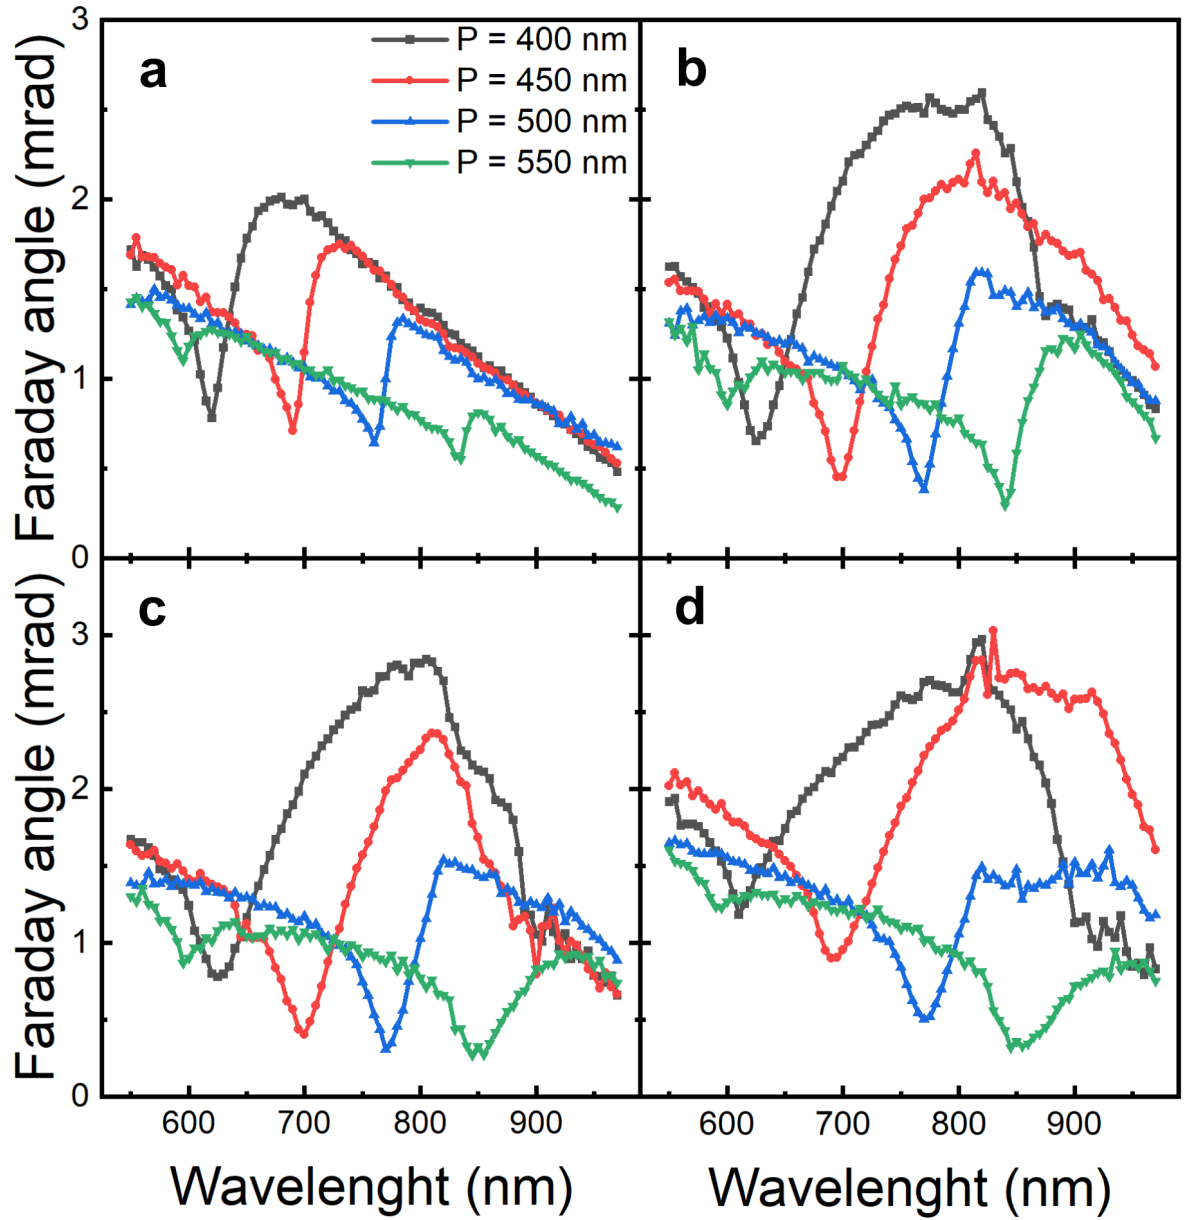 a
P = 400 nm
P = 450 nm
P = 500 nm
P = 550 nm
b
3
2
1
0
Faraday angle (mrad)
c
d
3
2
1
0
Faraday angle (mrad)
600 700 800 900
600 700 800 900
Wavelenght (nm)
Wavelenght (nm)